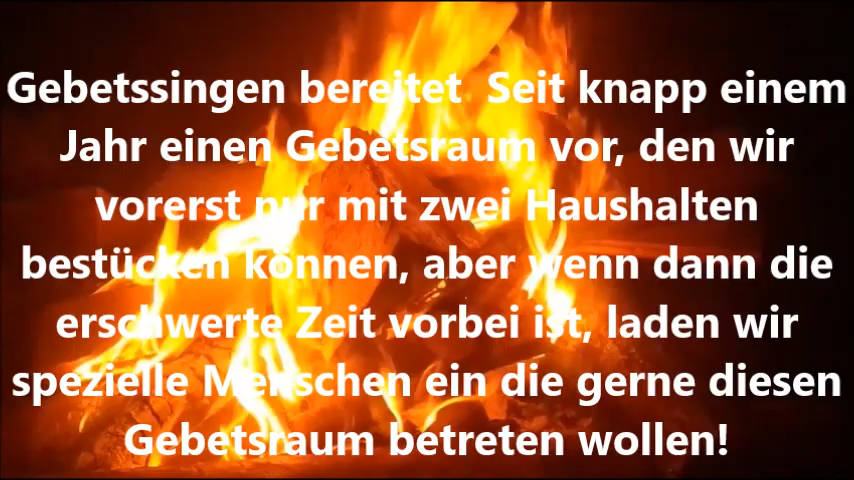 Gebetssingen bereitet  Seit knapp einem
Jahr einen Gebetsraum vor, den wir
vorerst nur mit zwei Haushalten
bestücken können, aber wenn dann die
erschwerte Zeit vorbei ist, laden wir
spezielle Menschen ein die gerne diesen
Gebetsraum betreten wollen!